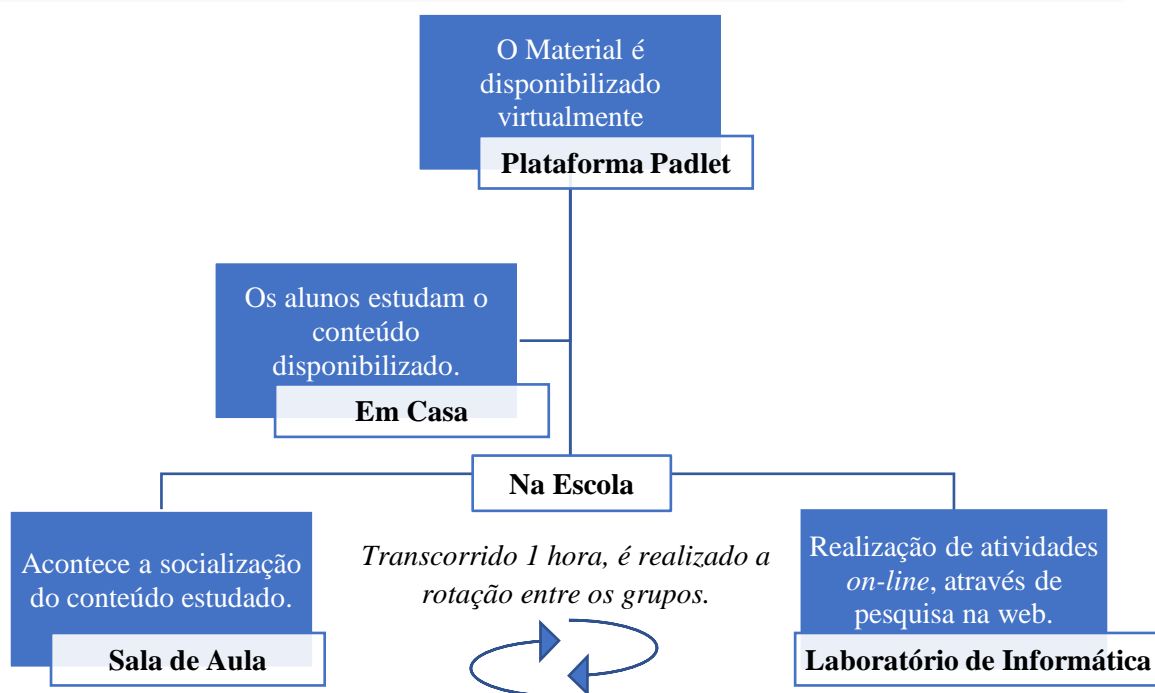 O Material é
disponibilizado
virtualmente
Plataforma Padlet
Os alunos estudam o
conteúdo
disponibilizado.
Em Casa
Na Escola
Acontece a socialização
do conteúdo estudado.
Sala de Aula
Transcorrido 1 hora, é realizado a
rotação entre os grupos.
Realização de atividades
on-line, através de
pesquisa na web.
Laboratório de Informática